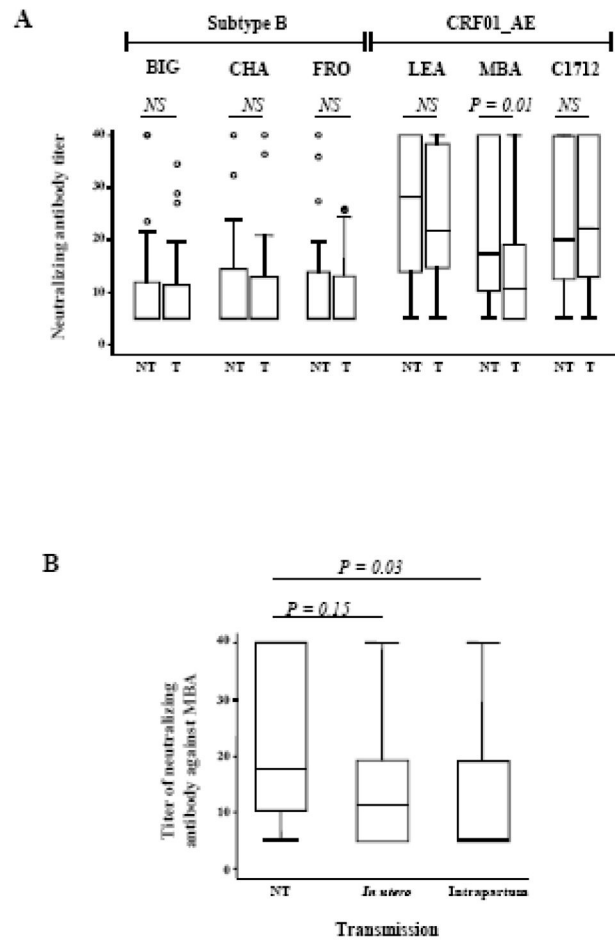 A
Subtype B CRF01_AE
BIG CHA FRO LEA MBA C1712
NS NS NS NS P = 0.01 NS
Neutralizing antibody titer
40
30
20
10
0
NT T NT T NT T NT T NT T NT T
B
P = 0.03
P = 0.15
Titer of neutralizing
antibody against MBA
40
30
20
10
0
NT In utero Intrapartum
Transmission